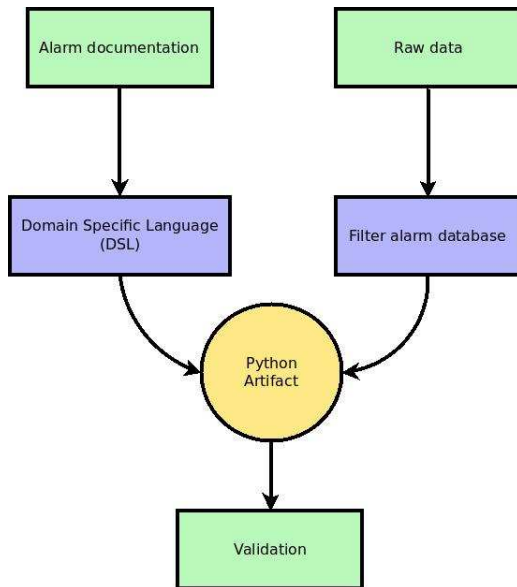 Alarm documentation
Raw data
Domain Specific Language
(DSL)
Filter alarm database
Python
Artifact
Validation